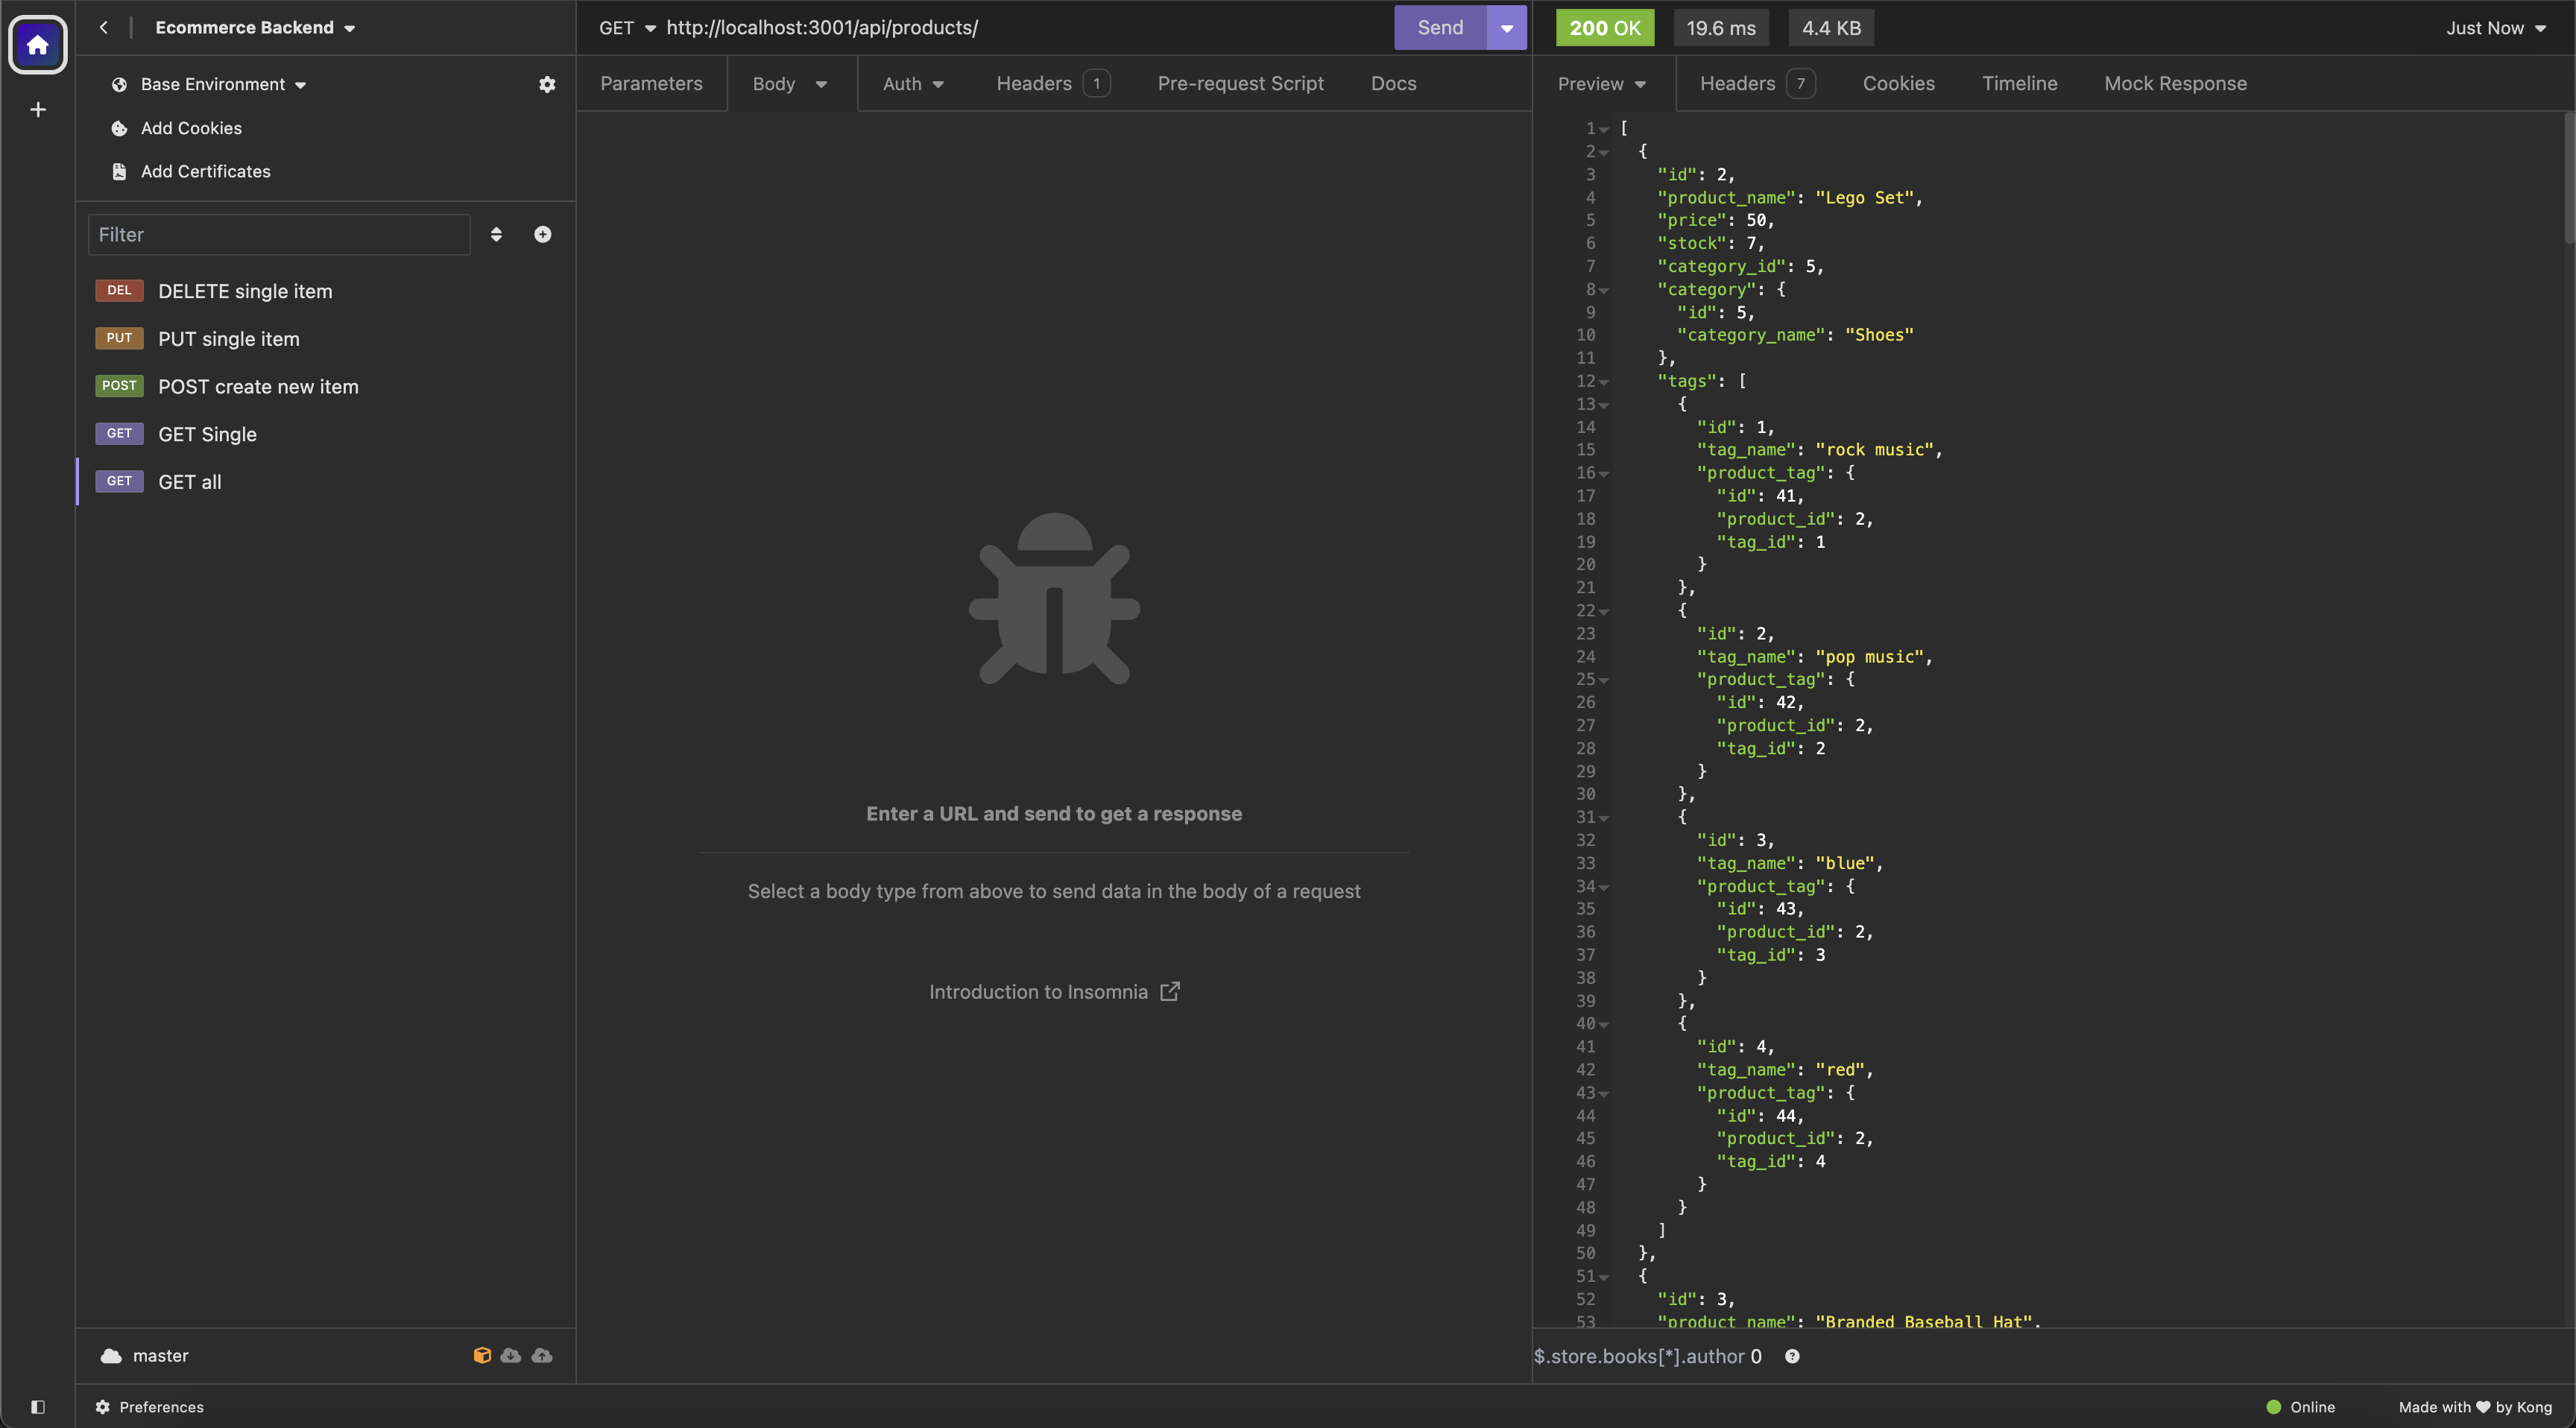 Ecommerce Backend
Base Environment
Add Cookies
Add Certificates
Filter
DEL DELETE single item
PUT PUT single item
POST POST create new item
GET GET Single
GET GET all
master
Preferences
GET http://localhost:3001/api/products/ Send
Parameters Body Auth Headers 1 Pre-request Script Docs
Enter a URL and send to get a response
Select a body type from above to send data in the body of a request
Introduction to Insomnia
200 OK 19.6 ms 4.4 KB Just Now
Preview Headers 7 Cookies Timeline Mock Response
1 [
2 {
3 "id": 2,
4 "product_name": "Lego Set",
5 "price": 50,
6 "stock": 7,
7 "category_id": 5,
8 "category": {
9 "id": 5,
10 "category_name": "Shoes"
11 },
12 "tags": [
13 {
14 "id": 1,
15 "tag_name": "rock music",
16 "product_tag": {
17 "id": 41,
18 "product_id": 2,
19 "tag_id": 1
20 }
21 },
22 {
23 "id": 2,
24 "tag_name": "pop music",
25 "product_tag": {
26 "id": 42,
27 "product_id": 2,
28 "tag_id": 2
29 }
30 },
31 {
32 "id": 3,
33 "tag_name": "blue",
34 "product_tag": {
35 "id": 43,
36 "product_id": 2,
37 "tag_id": 3
38 }
39 },
40 {
41 "id": 4,
42 "tag_name": "red",
43 "product_tag": {
44 "id": 44,
45 "product_id": 2,
46 "tag_id": 4
47 }
48 }
49 ]
50 },
51 {
52 "id": 3,
53 "product_name": "Branded Baseball Hat",
$.store.books[*].author 0
Online Made with ♥ by Kong